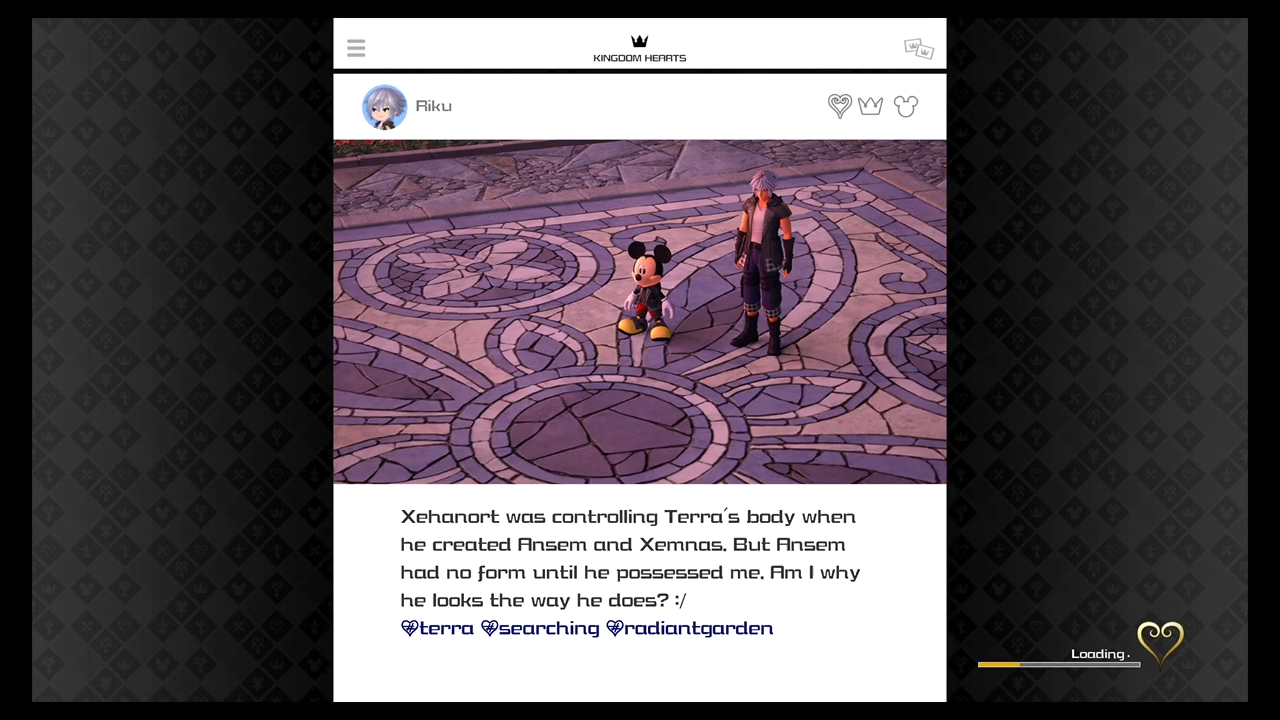 KINGDOM HEARTS
Riku
Xehanort was controlling Terra's body when
he created Ansem and Xemnas. But Ansem
had no form until he possessed me. Am I why
he looks the way he does? :/
#terra #searching #radiantgarden
Loading.